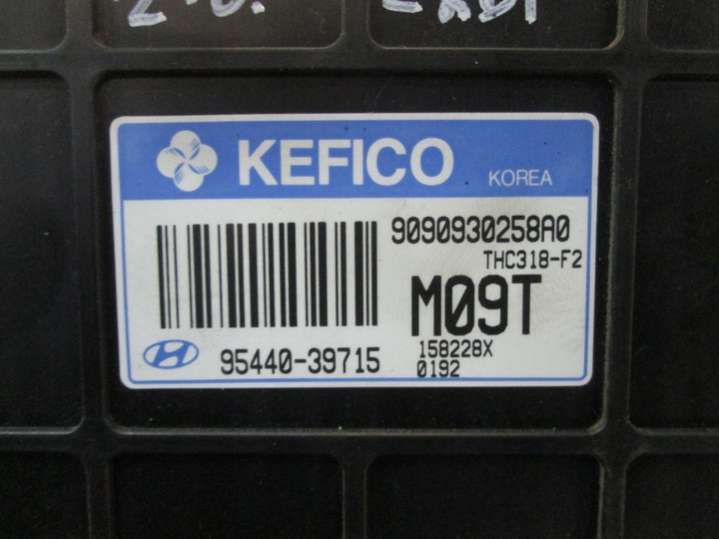 KEFICO
KOREA
9090930258A0
THC318-F2
M09T
158228X
0192
95440-39715